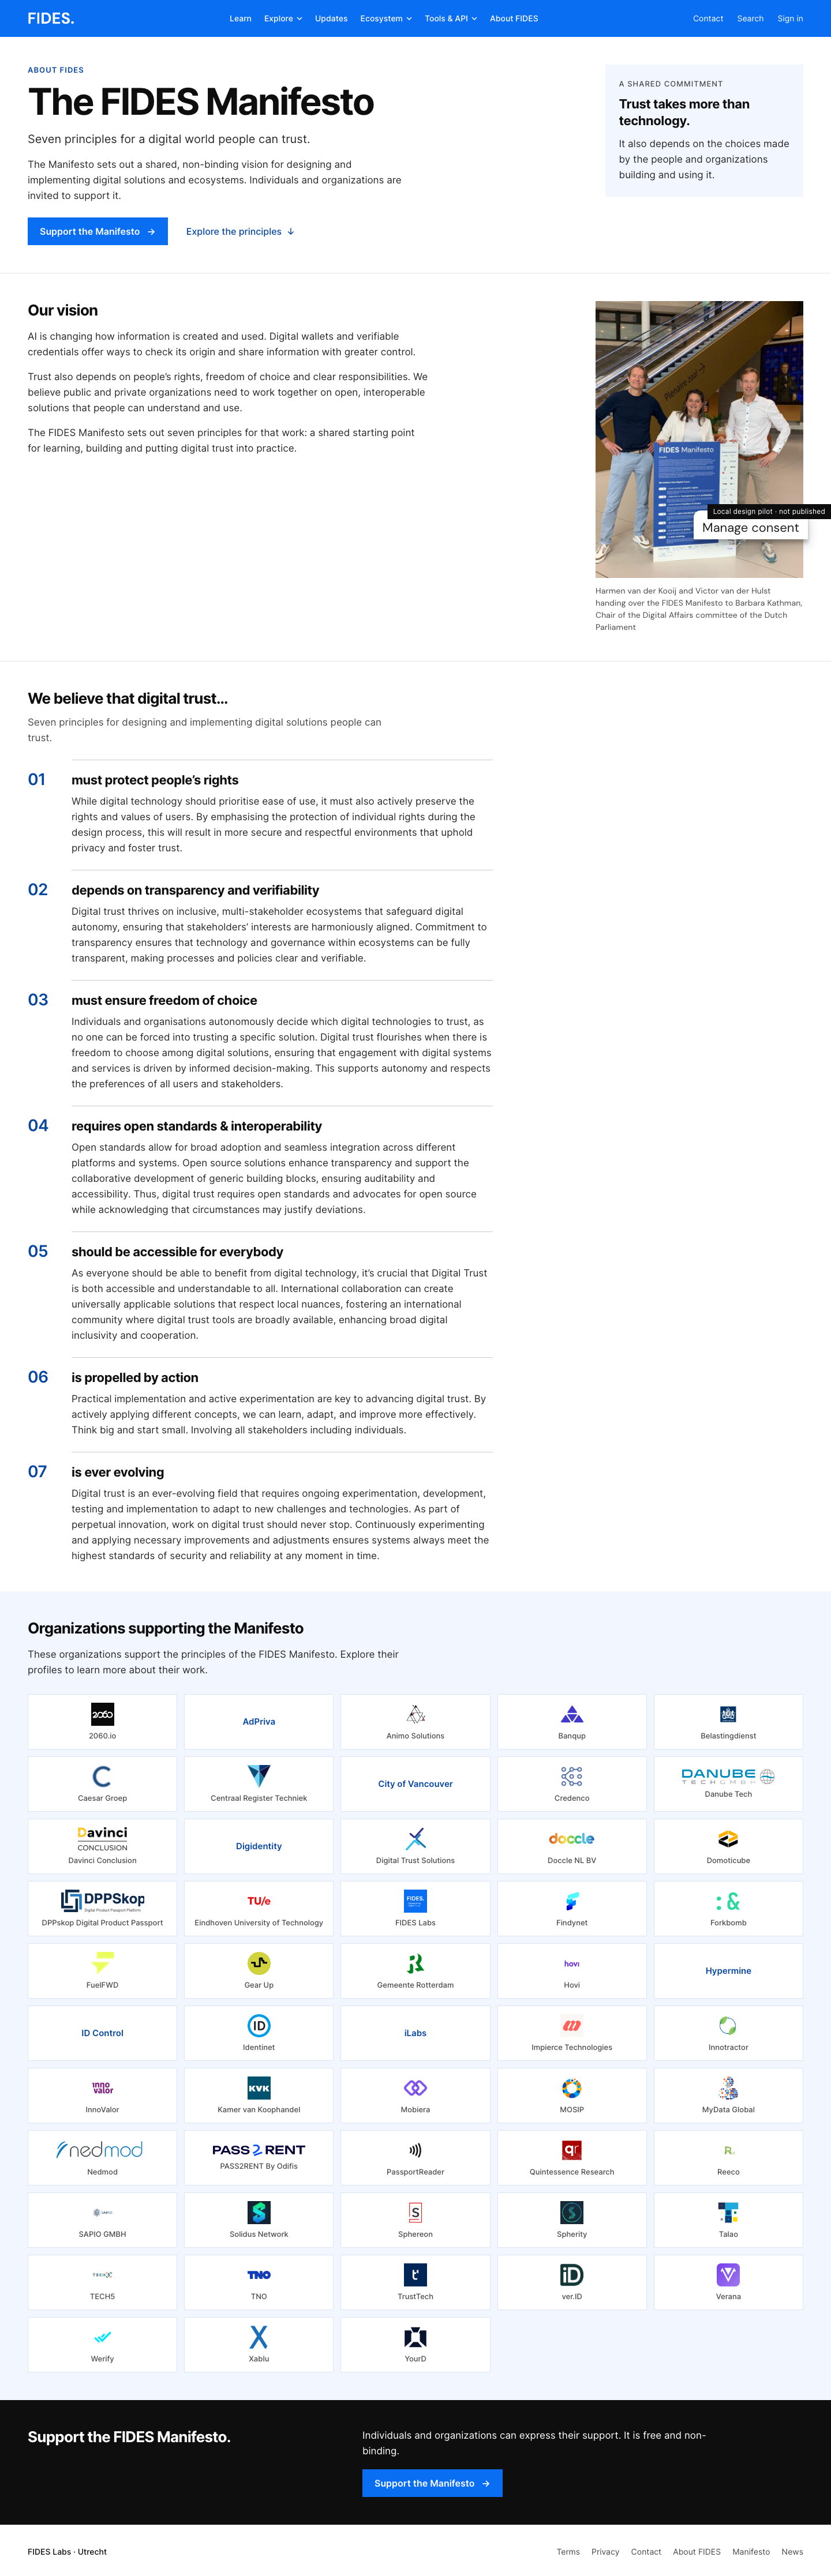 FIDES.
Learn
Explore
Updates
Ecosystem
Tools & API
About FIDES
Contact
Search
Sign in
ABOUT FIDES
The FIDES Manifesto
Seven principles for a digital world people can trust.
The Manifesto sets out a shared, non-binding vision for designing and
implementing digital solutions and ecosystems. Individuals and organizations are
invited to support it.
Support the Manifesto →
Explore the principles ↓
A SHARED COMMITMENT
Trust takes more than
technology.
It also depends on the choices made
by the people and organizations
building and using it.
Our vision
AI is changing how information is created and used. Digital wallets and verifiable
credentials offer ways to check its origin and share information with greater control.
Trust also depends on people’s rights, freedom of choice and clear responsibilities. We
believe public and private organizations need to work together on open, interoperable
solutions that people can understand and use.
The FIDES Manifesto sets out seven principles for that work: a shared starting point
for learning, building and putting digital trust into practice.
Plenaire zaal
FIDES Manifesto
Local design pilot · not published
Manage consent
Harmen van der Kooij and Victor van der Hulst
handing over the FIDES Manifesto to Barbara Kathman,
Chair of the Digital Affairs committee of the Dutch
Parliament
We believe that digital trust…
Seven principles for designing and implementing digital solutions people can
trust.
01
must protect people’s rights
While digital technology should prioritise ease of use, it must also actively preserve the
rights and values of users. By emphasising the protection of individual rights during the
design process, this will result in more secure and respectful environments that uphold
privacy and foster trust.
02
depends on transparency and verifiability
Digital trust thrives on inclusive, multi-stakeholder ecosystems that safeguard digital
autonomy, ensuring that stakeholders’ interests are harmoniously aligned. Commitment to
transparency ensures that technology and governance within ecosystems can be fully
transparent, making processes and policies clear and verifiable.
03
must ensure freedom of choice
Individuals and organisations autonomously decide which digital technologies to trust, as
no one can be forced into trusting a specific solution. Digital trust flourishes when there is
freedom to choose among digital solutions, ensuring that engagement with digital systems
and services is driven by informed decision-making. This supports autonomy and respects
the preferences of all users and stakeholders.
04
requires open standards & interoperability
Open standards allow for broad adoption and seamless integration across different
platforms and systems. Open source solutions enhance transparency and support the
collaborative development of generic building blocks, ensuring auditability and
accessibility. Thus, digital trust requires open standards and advocates for open source
while acknowledging that circumstances may justify deviations.
05
should be accessible for everybody
As everyone should be able to benefit from digital technology, it’s crucial that Digital Trust
is both accessible and understandable to all. International collaboration can create
universally applicable solutions that respect local nuances, fostering an international
community where digital trust tools are broadly available, enhancing broad digital
inclusivity and cooperation.
06
is propelled by action
Practical implementation and active experimentation are key to advancing digital trust. By
actively applying different concepts, we can learn, adapt, and improve more effectively.
Think big and start small. Involving all stakeholders including individuals.
07
is ever evolving
Digital trust is an ever-evolving field that requires ongoing experimentation, development,
testing and implementation to adapt to new challenges and technologies. As part of
perpetual innovation, work on digital trust should never stop. Continuously experimenting
and applying necessary improvements and adjustments ensures systems always meet the
highest standards of security and reliability at any moment in time.
Organizations supporting the Manifesto
These organizations support the principles of the FIDES Manifesto. Explore their
profiles to learn more about their work.
2060
2060.io
AdPriva
Animo Solutions
Banqup
Belastingdienst
Caesar Groep
Centraal Register Techniek
City of Vancouver
Credenco
DANUBE
TECH GMBH
Danube Tech
Davinci
CONCLUSION
Davinci Conclusion
Digidentity
Digital Trust Solutions
doccle
Doccle NL BV
Domoticube
DPPSkop
Digital Product Passport Platform
DPPskop Digital Product Passport
TU/e
Eindhoven University of Technology
FIDES.
FIDES Labs
Findynet
Forkbomb
FuelFWD
Gear Up
Gemeente Rotterdam
hovi
Hovi
Hypermine
ID Control
ID
Identinet
iLabs
Impierce Technologies
Innotractor
inno
valor
InnoValor
KVK
Kamer van Koophandel
Mobiera
MOSIP
MyData Global
nedmod
Nedmod
PASS2RENT
PASS2RENT By Odifis
PassportReader
qr
Quintessence Research
R
Reeco
SAPIO
SAPIO GMBH
Solidus Network
S
Sphereon
Spherity
Talao
TECH5
TECH5
TNO
TNO
t
TrustTech
iD
ver.iD
Verana
Werify
X
Xablu
YourD
Support the FIDES Manifesto.
Individuals and organizations can express their support. It is free and non-
binding.
Support the Manifesto →
FIDES Labs · Utrecht
Terms
Privacy
Contact
About FIDES
Manifesto
News